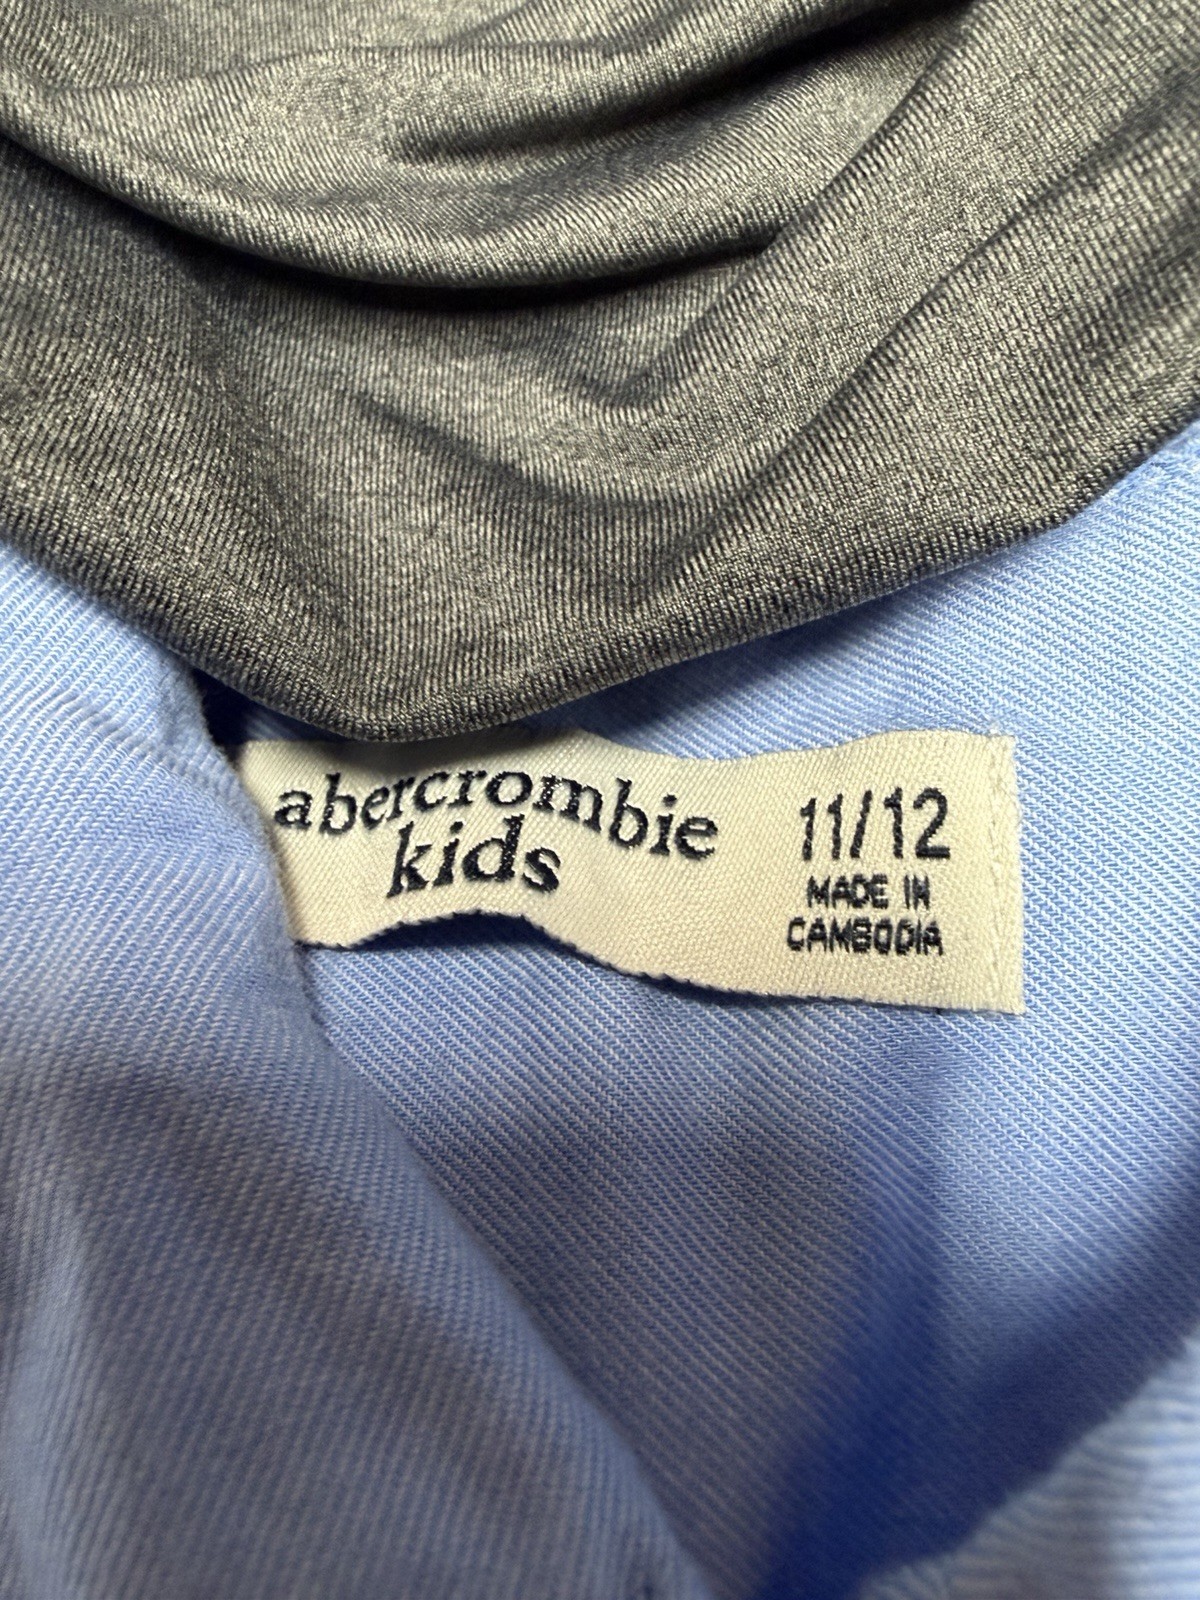 abercrombie
kids
11/12
MADE IN
CAMBODIA